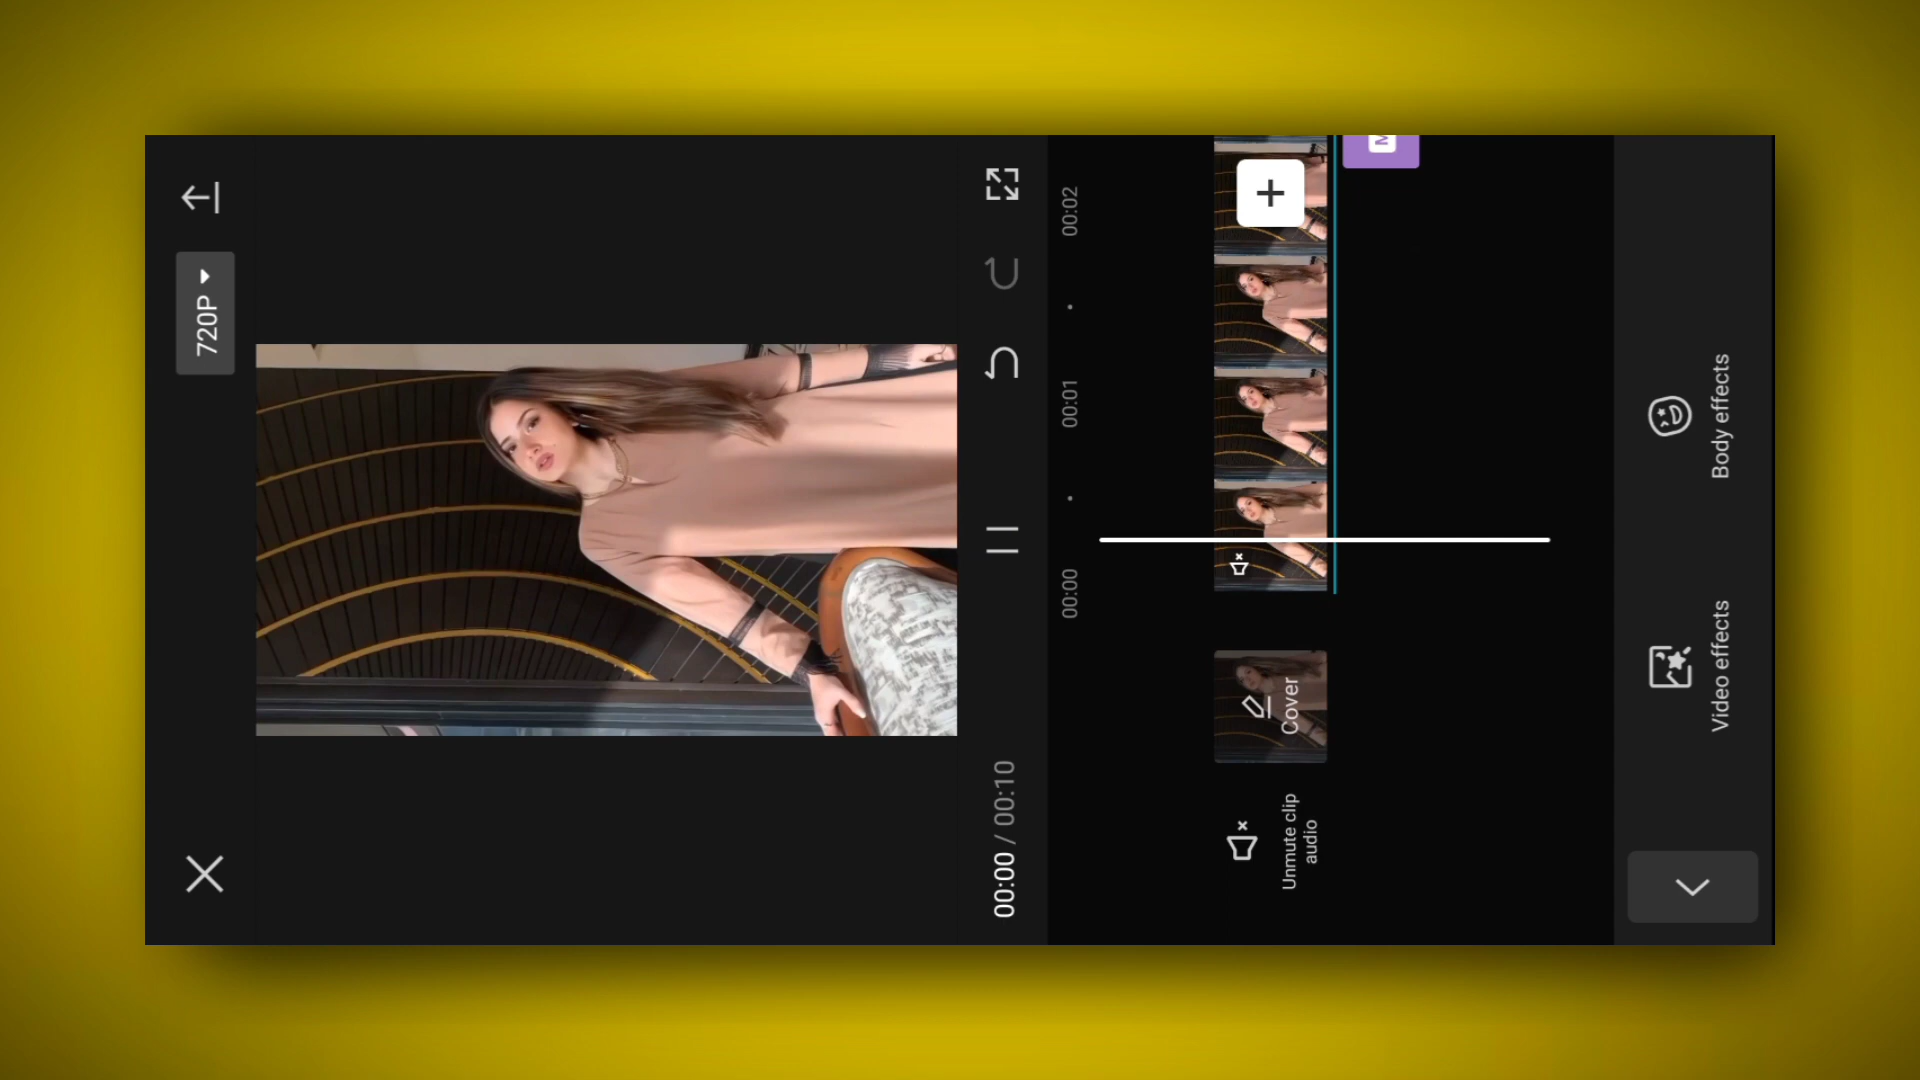 720P
00:00 / 00:10
00:00
00:01
00:02
Unmute clip
audio
Cover
Video effects
Body effects